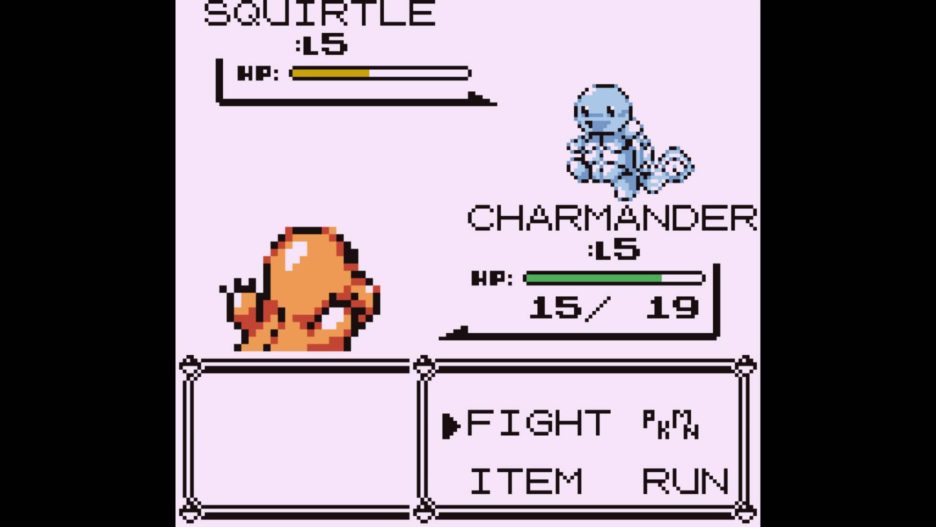 SQUIRTLE
:L5
HP:
CHARMANDER
:L5
HP:
15/ 19
FIGHT PKMN
ITEM RUN